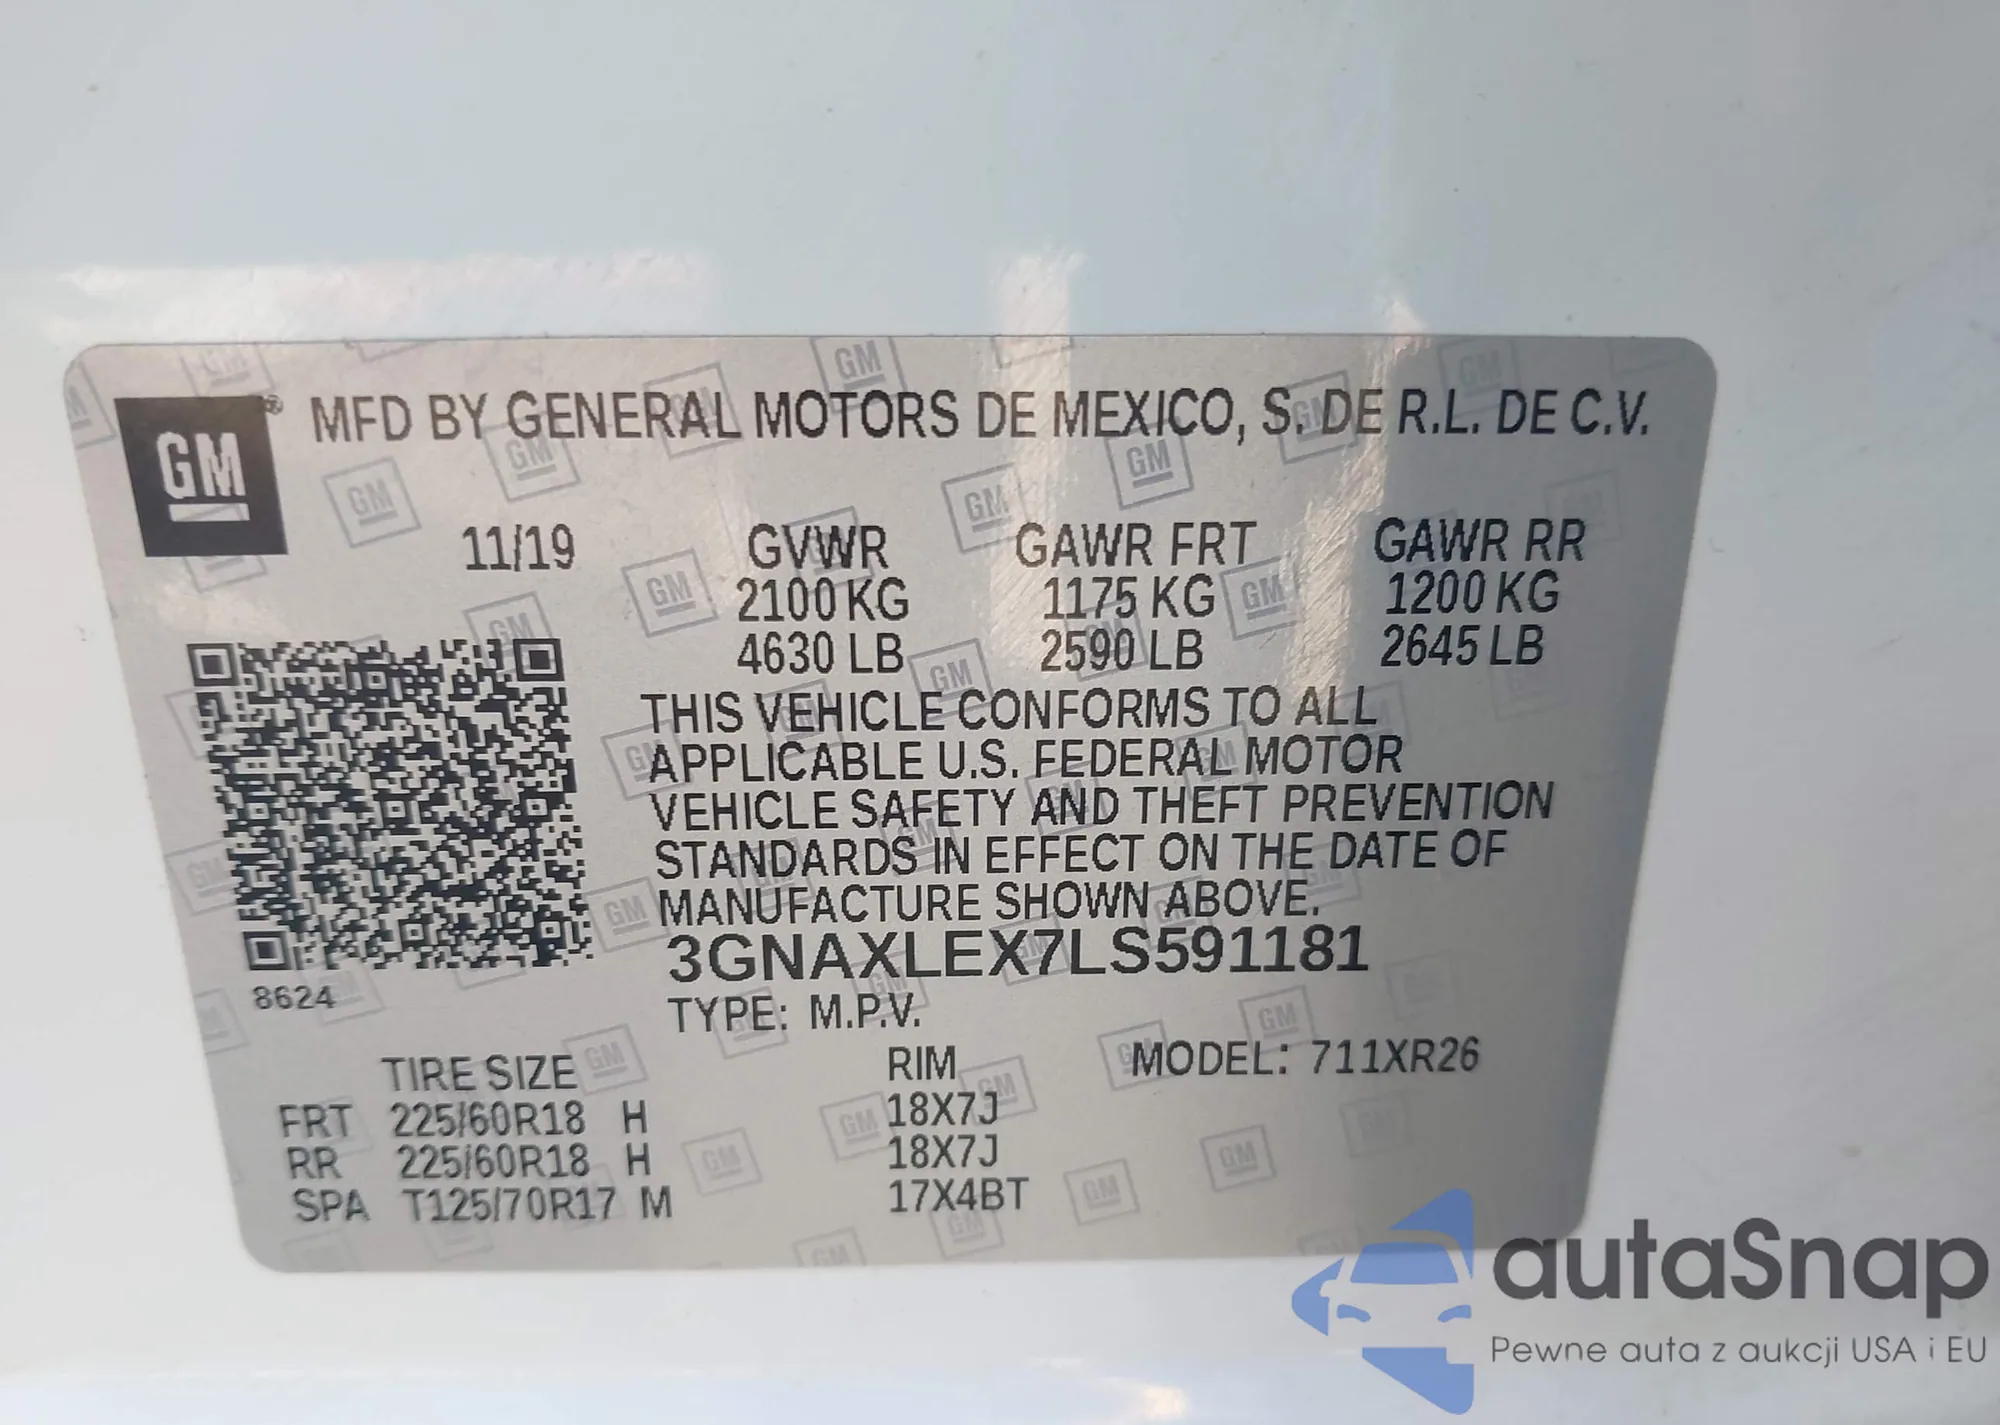 GM
® MFD BY GENERAL MOTORS DE MEXICO, S. DE R.L. DE C.V.
11/19 GVWR GAWR FRT GAWR RR
2100 KG 1175 KG 1200 KG
4630 LB 2590 LB 2645 LB
THIS VEHICLE CONFORMS TO ALL
APPLICABLE U.S. FEDERAL MOTOR
VEHICLE SAFETY AND THEFT PREVENTION
STANDARDS IN EFFECT ON THE DATE OF
MANUFACTURE SHOWN ABOVE.
3GNAXLEX7LS591181
8624
TYPE: M.P.V.
TIRE SIZE RIM MODEL: 711XR26
FRT 225/60R18 H 18X7J
RR 225/60R18 H 18X7J
SPA T125/70R17 M 17X4BT
autaSnap
Pewne auta z aukcji USA i EU